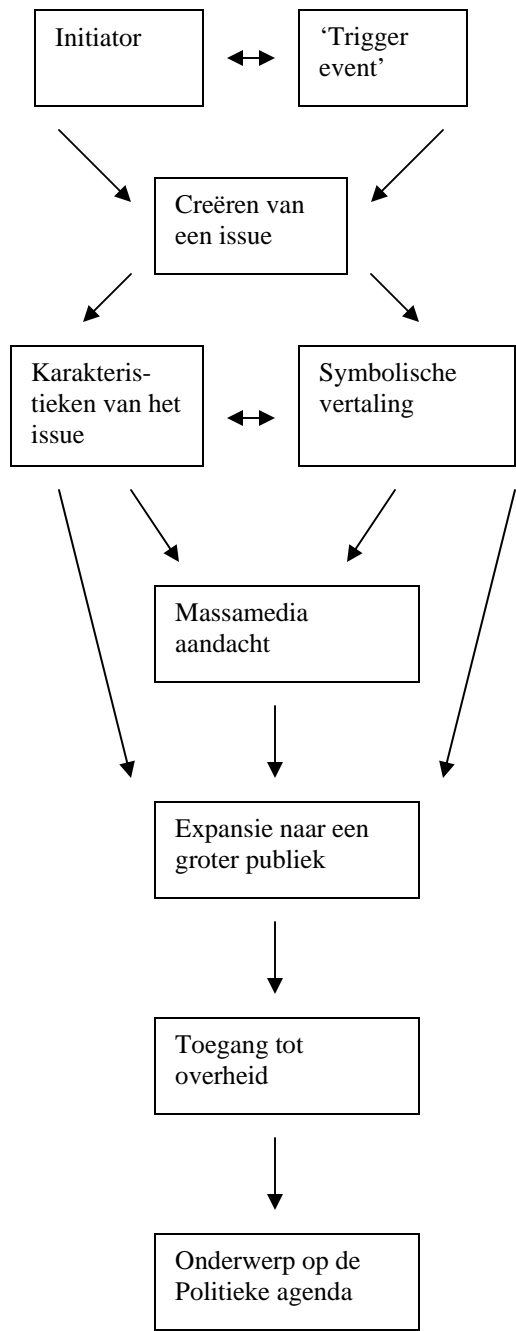 Initiator
‘Trigger
event’
Creëren van
een issue
Karakteris-
tieken van het
issue
Symbolische
vertaling
Massamedia
aandacht
Expansie naar een
groter publiek
Toegang tot
overheid
Onderwerp op de
Politieke agenda